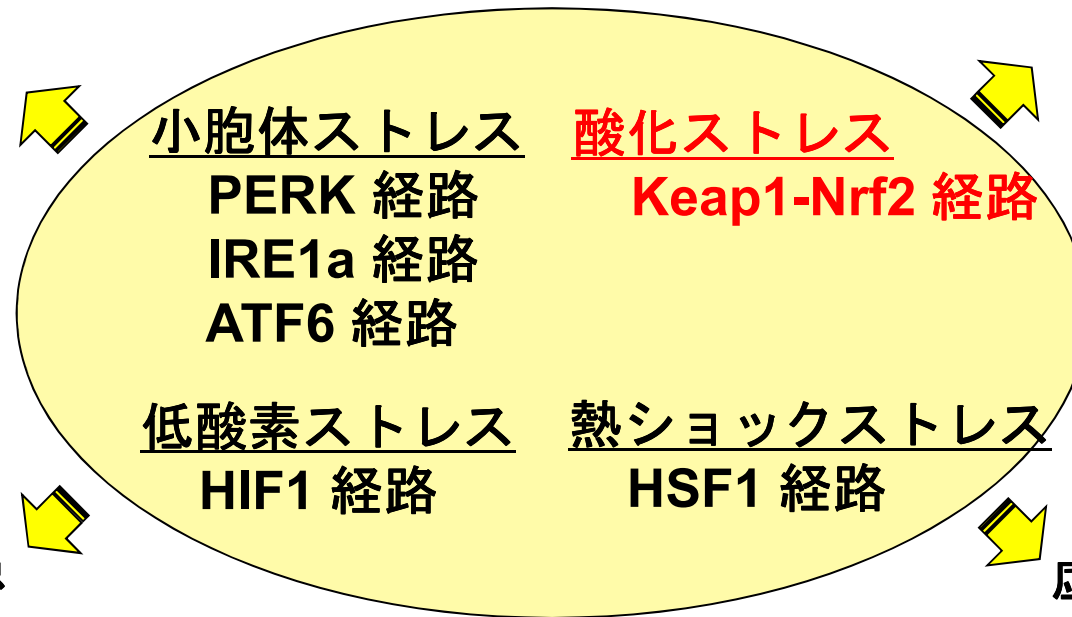 小胞体ストレス
PERK 経路
IRE1a 経路
ATF6 経路
酸化ストレス
Keap1-Nrf2 経路
低酸素ストレス
HIF1 経路
熱ショックストレス
HSF1 経路